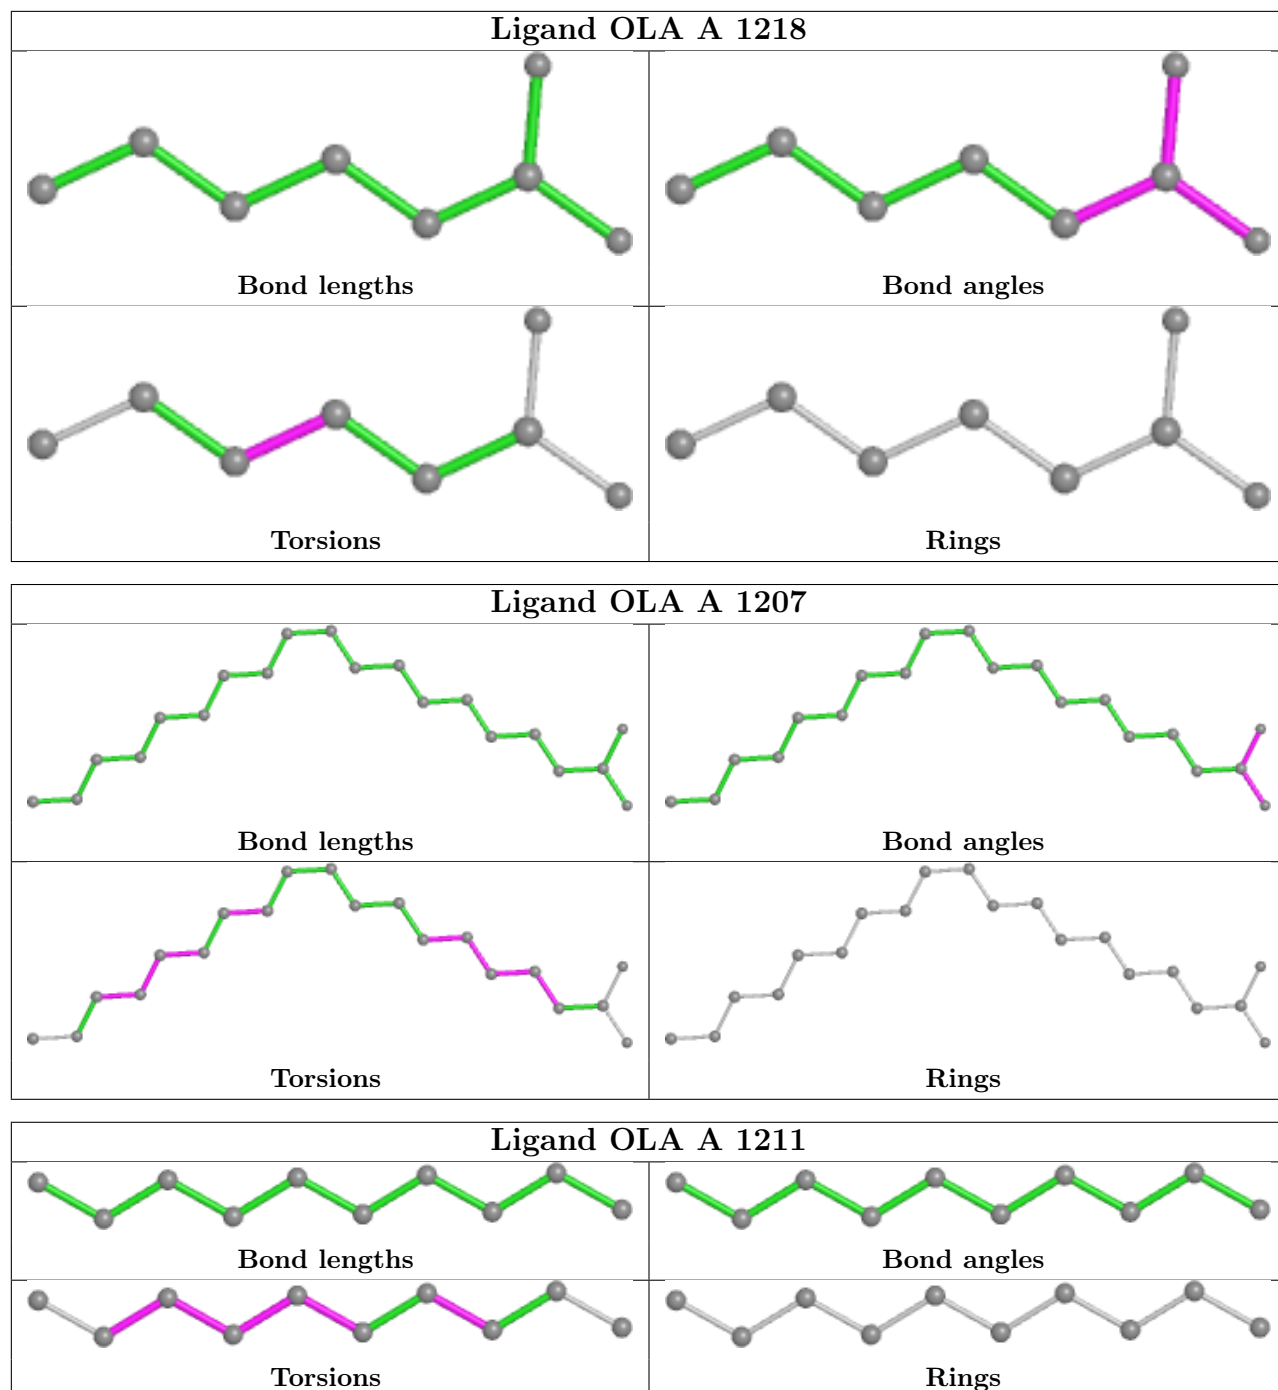 Ligand OLA A 1218
Bond lengths
Bond angles
Torsions
Rings
Ligand OLA A 1207
Bond lengths
Bond angles
Torsions
Rings
Ligand OLA A 1211
Bond lengths
Bond angles
Torsions
Rings